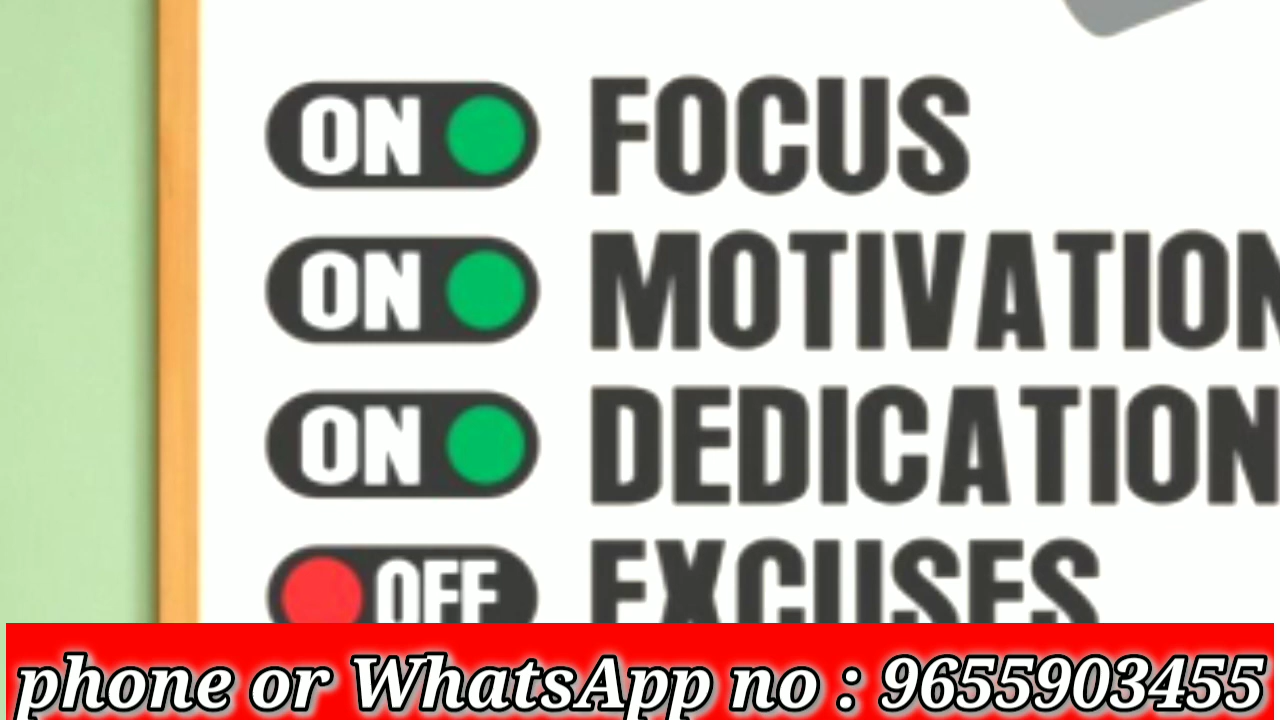 ON FOCUS
ON MOTIVATION
ON DEDICATION
OFF EXCUSES
phone or WhatsApp no : 9655903455